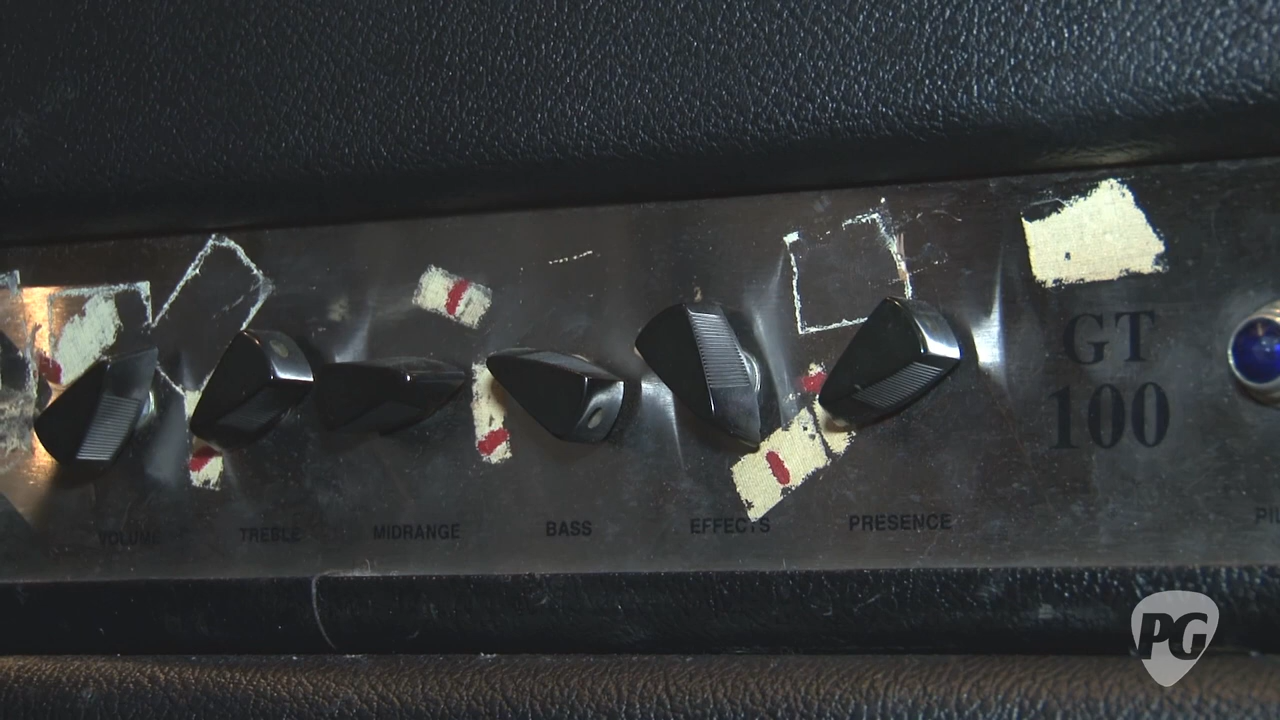 GT
100
VOLUME
TREBLE
MIDRANGE
BASS
EFFECTS
PRESENCE
PG